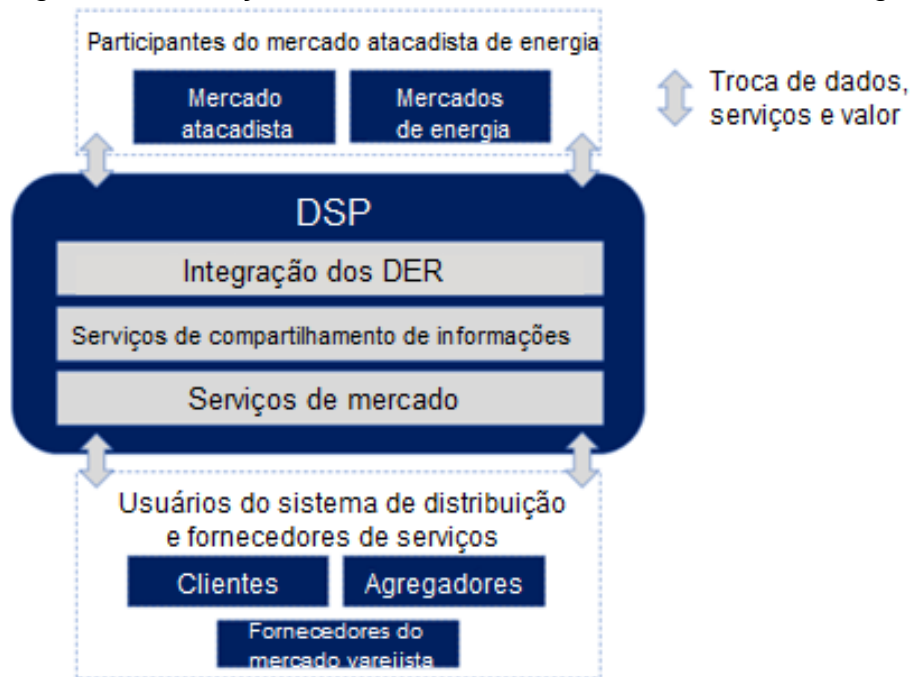 Participantes do mercado atacadista de energia
Mercado
atacadista
Mercados
de energia
Troca de dados,
serviços e valor
DSP
Integração dos DER
Serviços de compartilhamento de informações
Serviços de mercado
Usuários do sistema de distribuição
e fornecedores de serviços
Clientes
Agregadores
Fornecedores do
mercado varejista